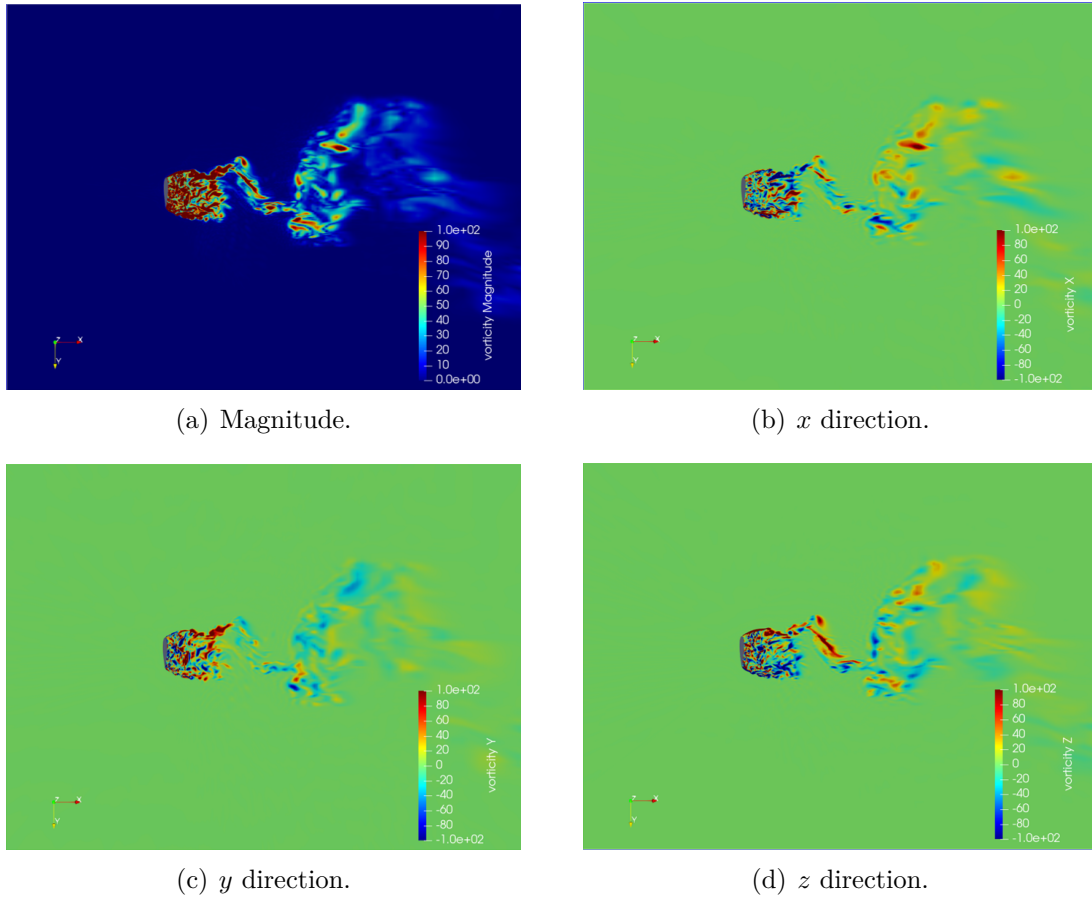 1.0e+02
90
80
70
60
50
40
30
20
10
0.0e+00
vorticity Magnitude
Z
X
Y
(a) Magnitude.
1.0e+02
80
60
40
20
0
-20
-40
-60
-80
-1.0e+02
vorticity X
Z
X
Y
(b) x direction.
1.0e+02
80
60
40
20
0
-20
-40
-60
-80
-1.0e+02
vorticity Y
Z
X
Y
(c) y direction.
1.0e+02
80
60
40
20
0
-20
-40
-60
-80
-1.0e+02
vorticity Z
Z
X
Y
(d) z direction.